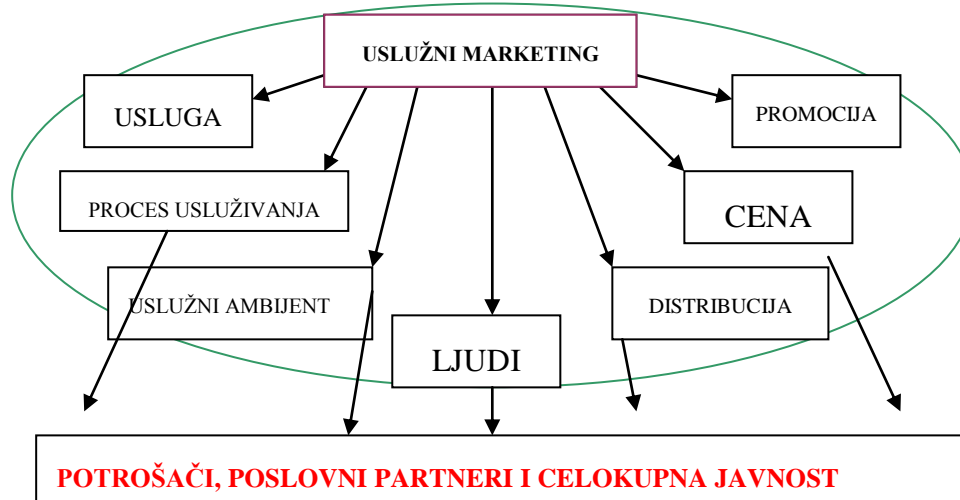 USLUŽNI MARKETING
USLUGA
PROMOCIJA
PROCES USLUŽIVANJA
CENA
USLUŽNI AMBIJENT
DISTRIBUCIJA
LJUDI
POTROŠAČI, POSLOVNI PARTNERI I CELOKUPNA JAVNOST